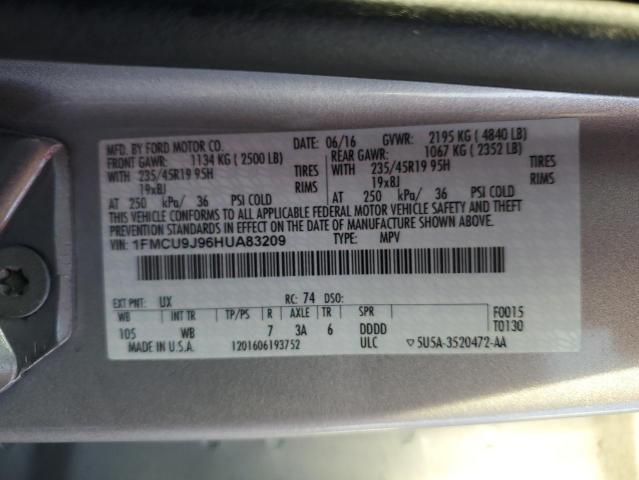 MFD. BY FORD MOTOR CO.
DATE: 06/16 GVWR: 2195 KG ( 4840 LB)
FRONT GAWR: 1134 KG ( 2500 LB)
REAR GAWR: 1067 KG ( 2352 LB)
WITH 235/45R19 95H TIRES
WITH 235/45R19 95H TIRES
19x8J RIMS
19x8J RIMS
AT 250 kPa/ 36 PSI COLD
AT 250 kPa/ 36 PSI COLD
THIS VEHICLE CONFORMS TO ALL APPLICABLE FEDERAL MOTOR VEHICLE SAFETY AND THEFT
PREVENTION STANDARDS IN EFFECT ON THE DATE OF MANUFACTURE SHOWN ABOVE.
VIN: 1FMCU9J96HUA83209 TYPE: MPV
EXT PNT: UX RC: 74 DSO:
WB INT TR TP/PS R AXLE TR SPR F0015
105 WB 7 3A 6 DDDD T0130
MADE IN U.S.A. 1201606193752 ULC ▽5U5A-3520472-AA